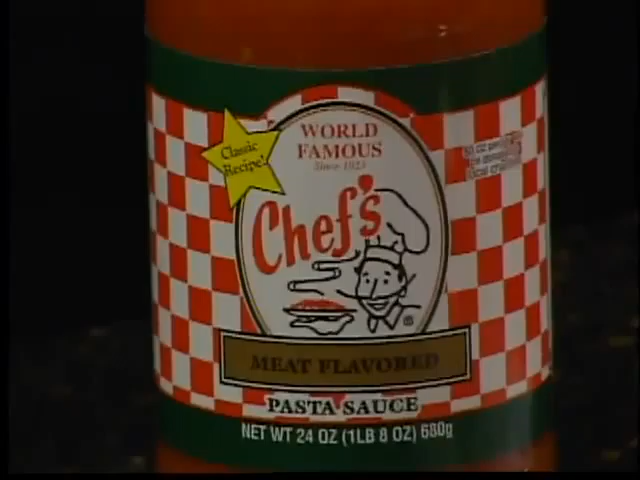 Classic
Recipe!
WORLD
FAMOUS
Since 1923
Chef's
®
MEAT FLAVORED
PASTA SAUCE
NET WT 24 OZ (1LB 8 OZ) 680g